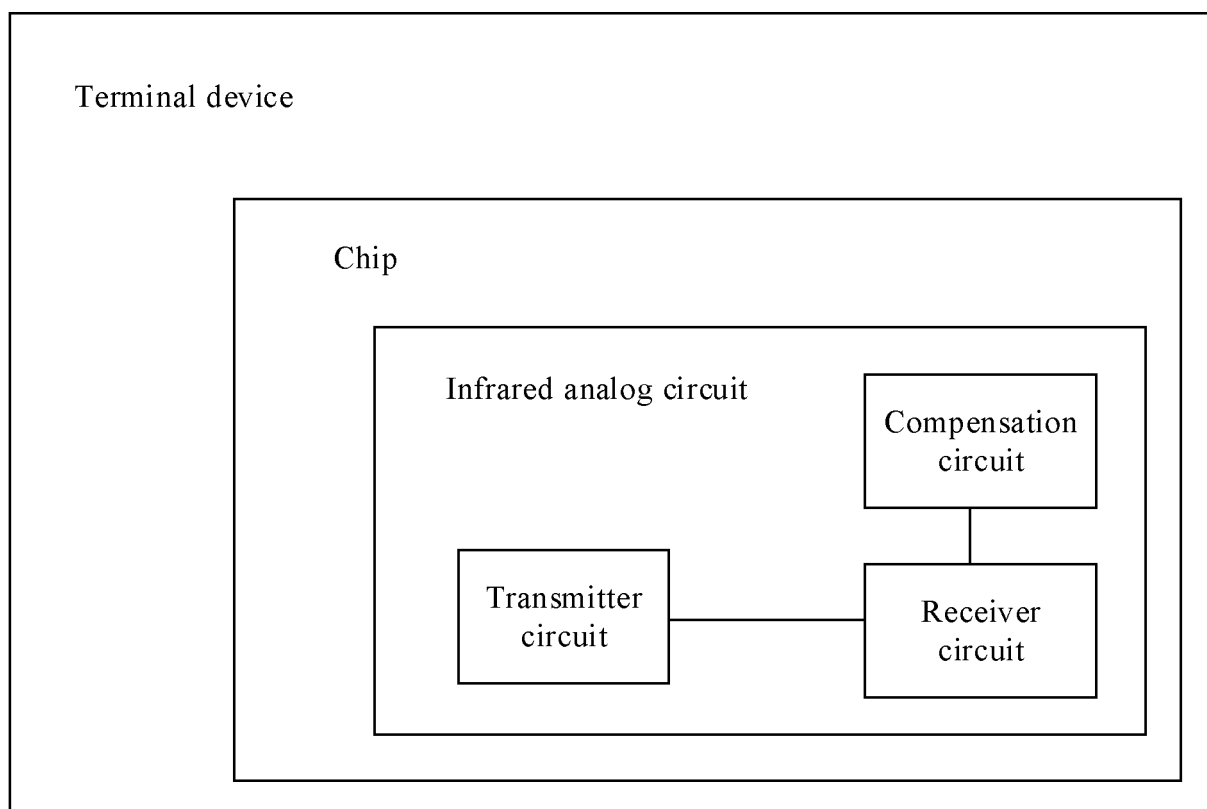 Terminal device
Chip
Infrared analog circuit
Compensation
circuit
Transmitter
circuit
Receiver
circuit